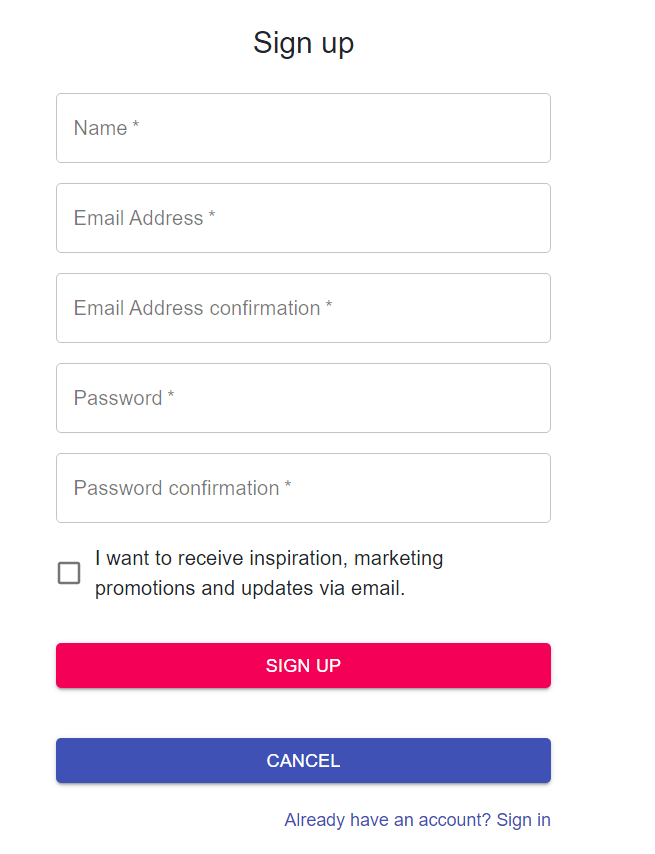 Sign up
Name *
Email Address *
Email Address confirmation *
Password *
Password confirmation *
I want to receive inspiration, marketing
promotions and updates via email.
SIGN UP
CANCEL
Already have an account? Sign in